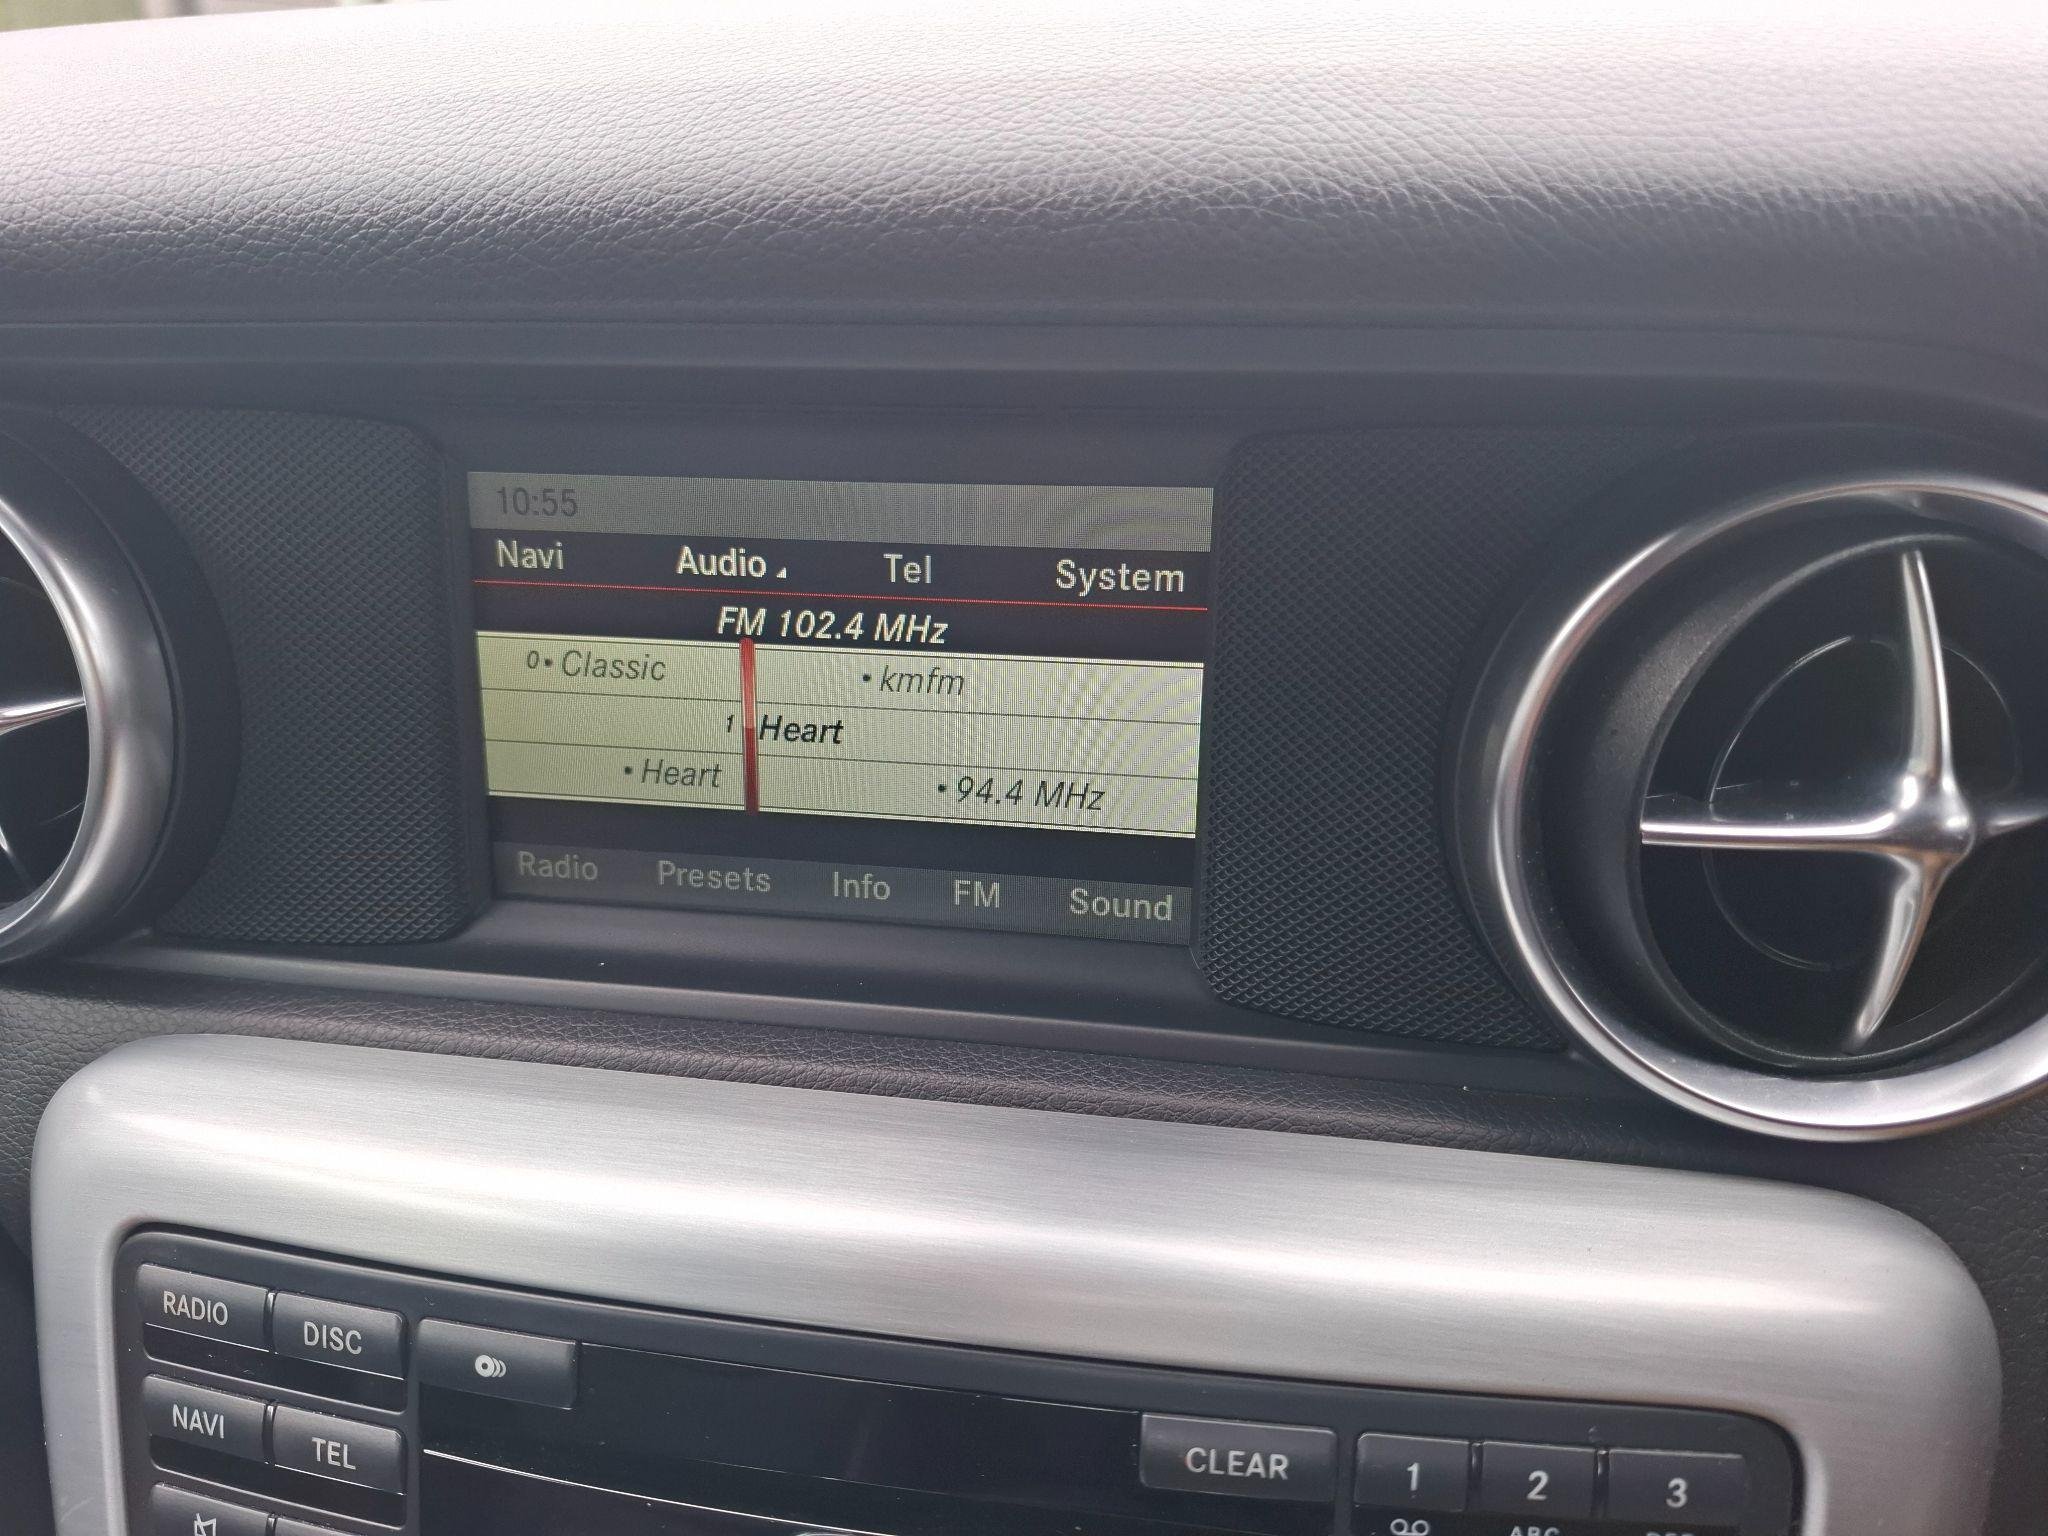 10:55
Navi Audio Tel System
FM 102.4 MHz
0 • Classic • kmfm
1 Heart
• Heart • 94.4 MHz
Radio Presets Info FM Sound
RADIO DISC
NAVI TEL
CLEAR 1 2 3
ABC